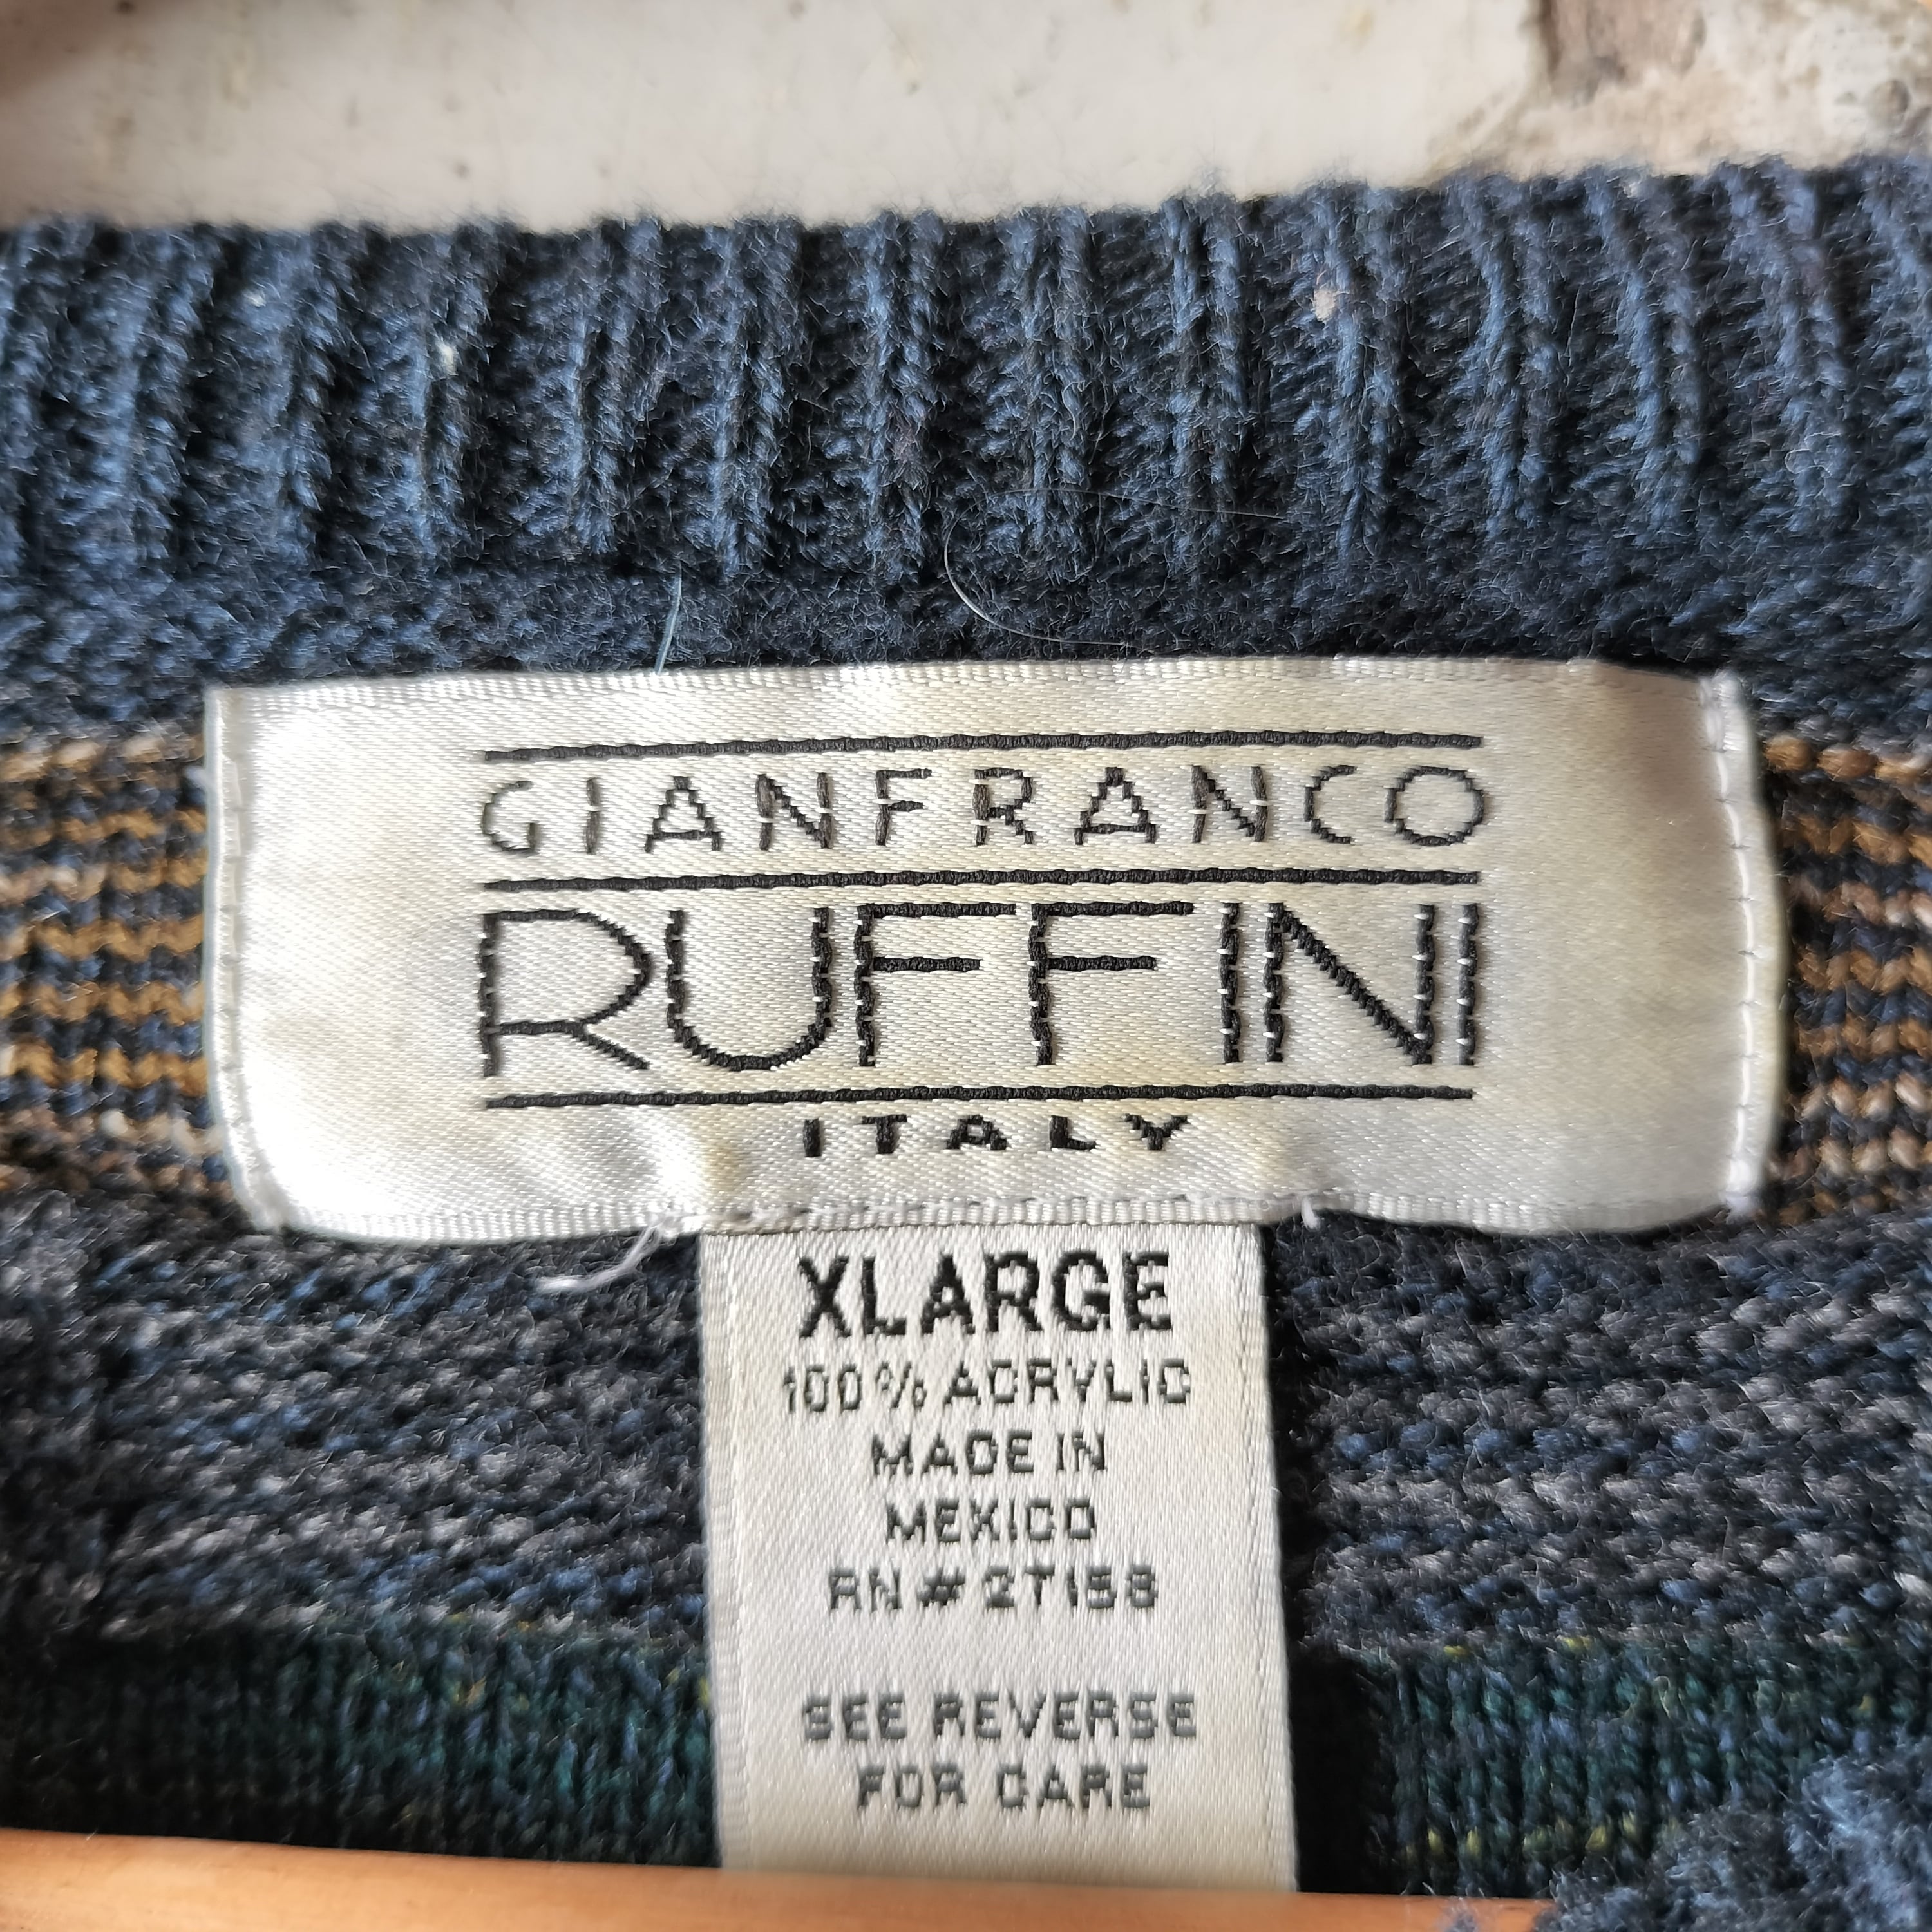 GIANFRANCO
RUFFINI
ITALY
XLARGE
100% ACRYLIC
MADE IN
MEXICO
RN #27158
SEE REVERSE
FOR CARE